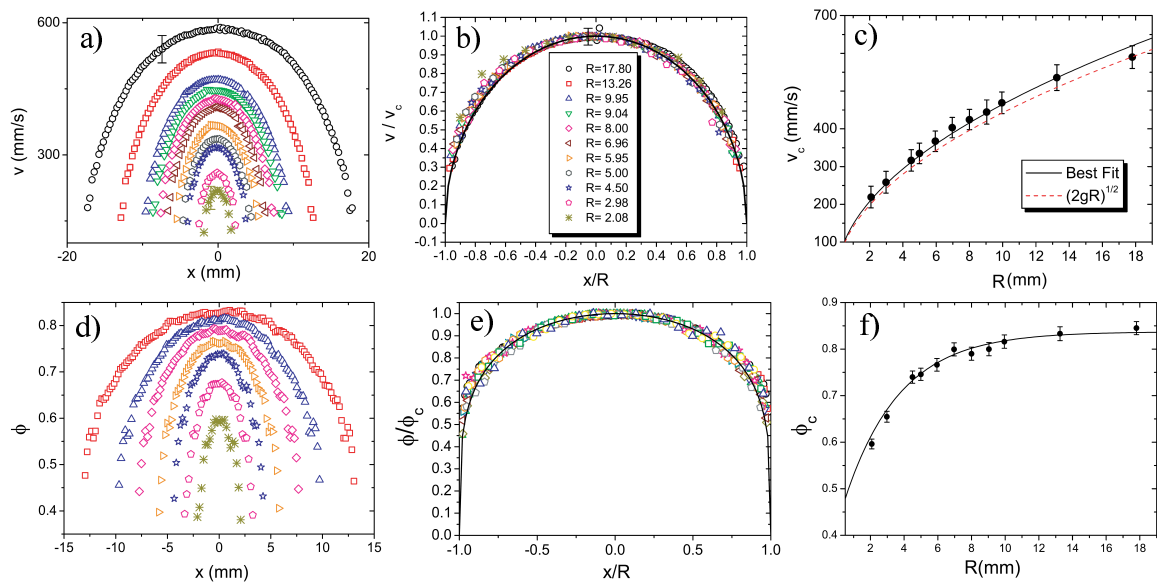 a)
v (mm/s)
600
300
-20
-10
0
10
20
x (mm)
b)
v / v_c
1.1
1.0
0.9
0.8
0.7
0.6
0.5
0.4
0.3
0.2
0.1
0.0
-0.1
R=17.80
R=13.26
R= 9.95
R= 9.04
R= 8.00
R= 6.96
R= 5.95
R= 5.00
R= 4.50
R= 2.98
R= 2.08
-1.0 -0.8 -0.6 -0.4 -0.2 0.0 0.2 0.4 0.6 0.8 1.0
x/R
c)
v_c (mm/s)
700
400
300
200
100
Best Fit
(2gR)^1/2
2 4 6 8 10 12 14 16 18
R(mm)
d)
ϕ
0.8
0.7
0.6
0.5
0.4
-15 -10 -5 0 5 10 15
x (mm)
e)
ϕ/ϕ_c
1.0
0.9
0.8
0.7
0.6
0.5
0.4
0.3
0.2
0.1
0.0
-1.0 -0.5 0.0 0.5 1.0
x/R
f)
ϕ_c
0.9
0.8
0.7
0.6
0.5
0.4
2 4 6 8 10 12 14 16 18
R(mm)